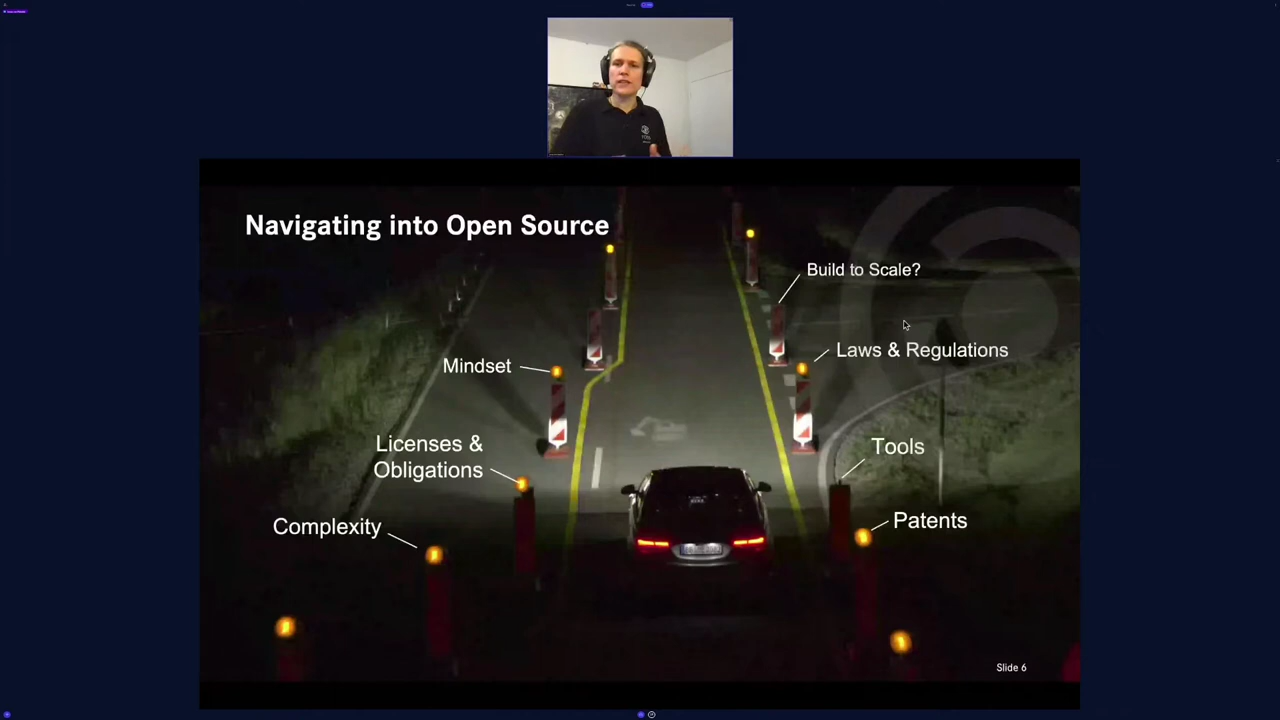 Navigating into Open Source
Build to Scale?
Laws & Regulations
Mindset
Licenses &
Obligations
Tools
Patents
Complexity
Slide 6